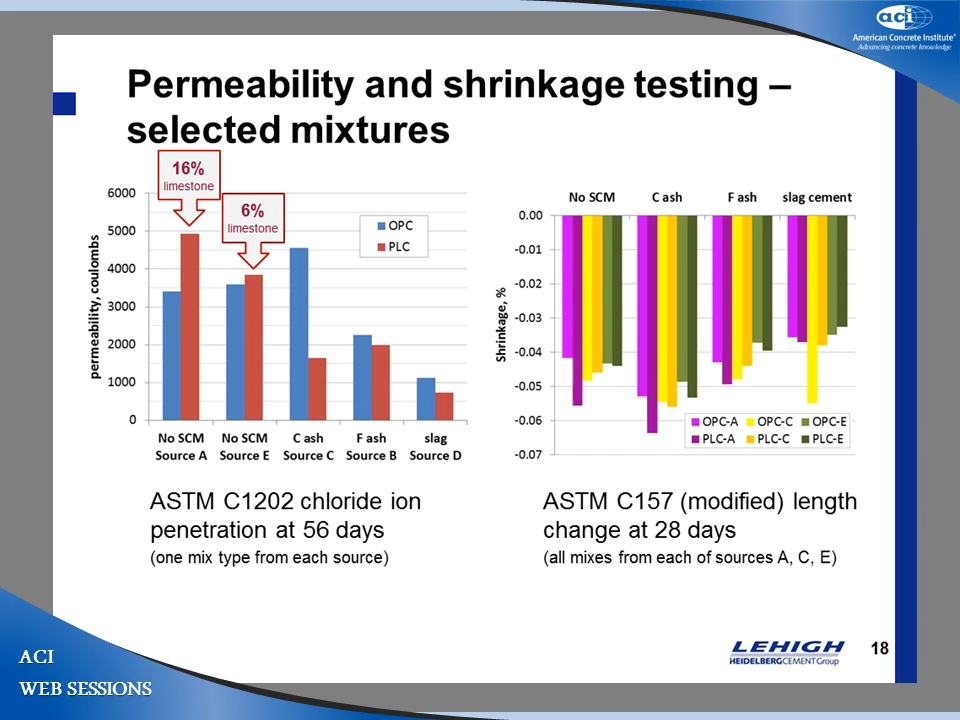 aci
American Concrete Institute®
Advancing concrete knowledge
Permeability and shrinkage testing –
selected mixtures
16%
limestone
6%
limestone
permeability, coulombs
6000
5000
4000
3000
2000
1000
0
OPC
PLC
No SCM
Source A
No SCM
Source E
C ash
Source C
F ash
Source B
slag
Source D
No SCM C ash F ash slag cement
Shrinkage, %
0.00
-0.01
-0.02
-0.03
-0.04
-0.05
-0.06
-0.07
OPC-A OPC-C OPC-E
PLC-A PLC-C PLC-E
ASTM C1202 chloride ion
penetration at 56 days
(one mix type from each source)
ASTM C157 (modified) length
change at 28 days
(all mixes from each of sources A, C, E)
LEHIGH
HEIDELBERGCEMENT Group
18
ACI
WEB SESSIONS